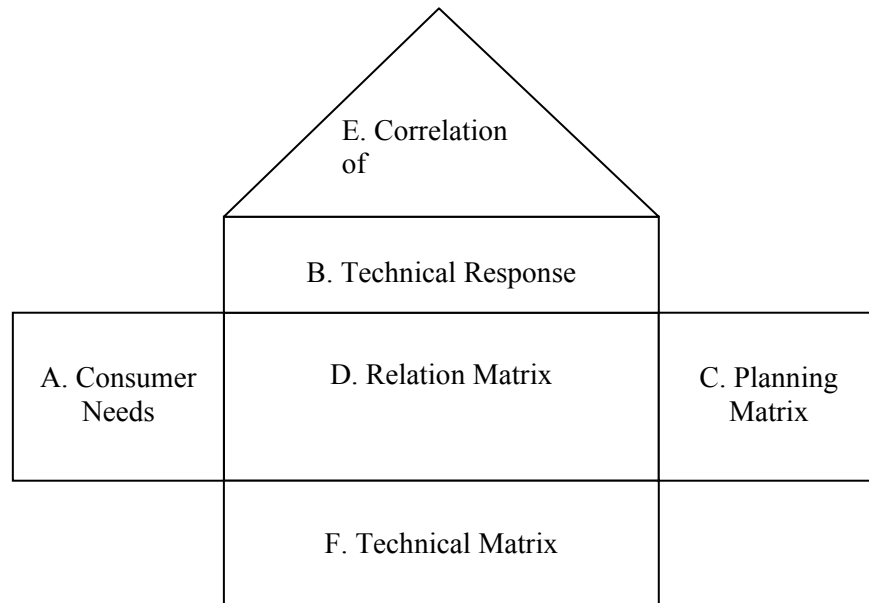 E. Correlation
of
B. Technical Response
A. Consumer
Needs
D. Relation Matrix
C. Planning
Matrix
F. Technical Matrix